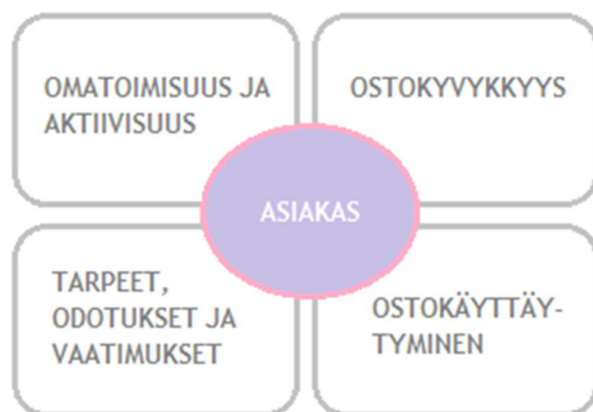 OMATOIMISUUS JA
AKTIIVISUUS
OSTOKYVYKKYYS
ASIAKAS
TARPEET,
ODOTUKSET JA
VAATIMUKSET
OSTOKÄYTTÄY-
TYMINEN